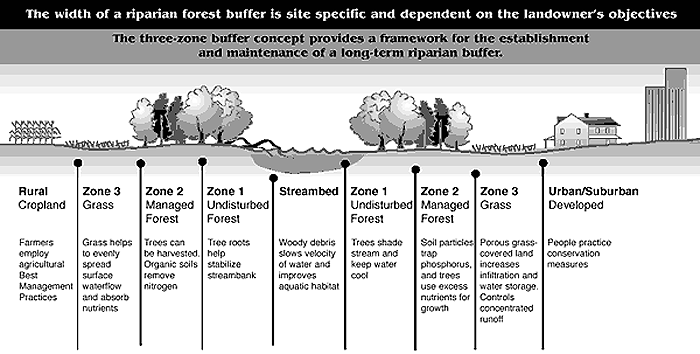 The width of a riparian forest buffer is site specific and dependent on the landowner's objectives
The three-zone buffer concept provides a framework for the establishment
and maintenance of a long-term riparian buffer.
Rural
Cropland
Farmers
employ
agricultural
Best
Management
Practices
Zone 3
Grass
Grass helps
to evenly
spread
surface
waterflow
and absorb
nutrients
Zone 2
Managed
Forest
Trees can
be harvested.
Organic soils
remove
nitrogen
Zone 1
Undisturbed
Forest
Tree roots
help
stabilize
streambank
Streambed
Woody debris
slows velocity
of water and
improves
aquatic habitat
Zone 1
Undisturbed
Forest
Trees shade
stream and
keep water
cool
Zone 2
Managed
Forest
Soil particles
trap
phosphorus,
and trees
use excess
nutrients for
growth
Zone 3
Grass
Porous grass-
covered land
increases
infiltration and
water storage.
Controls
concentrated
runoff
Urban/Suburban
Developed
People practice
conservation
measures